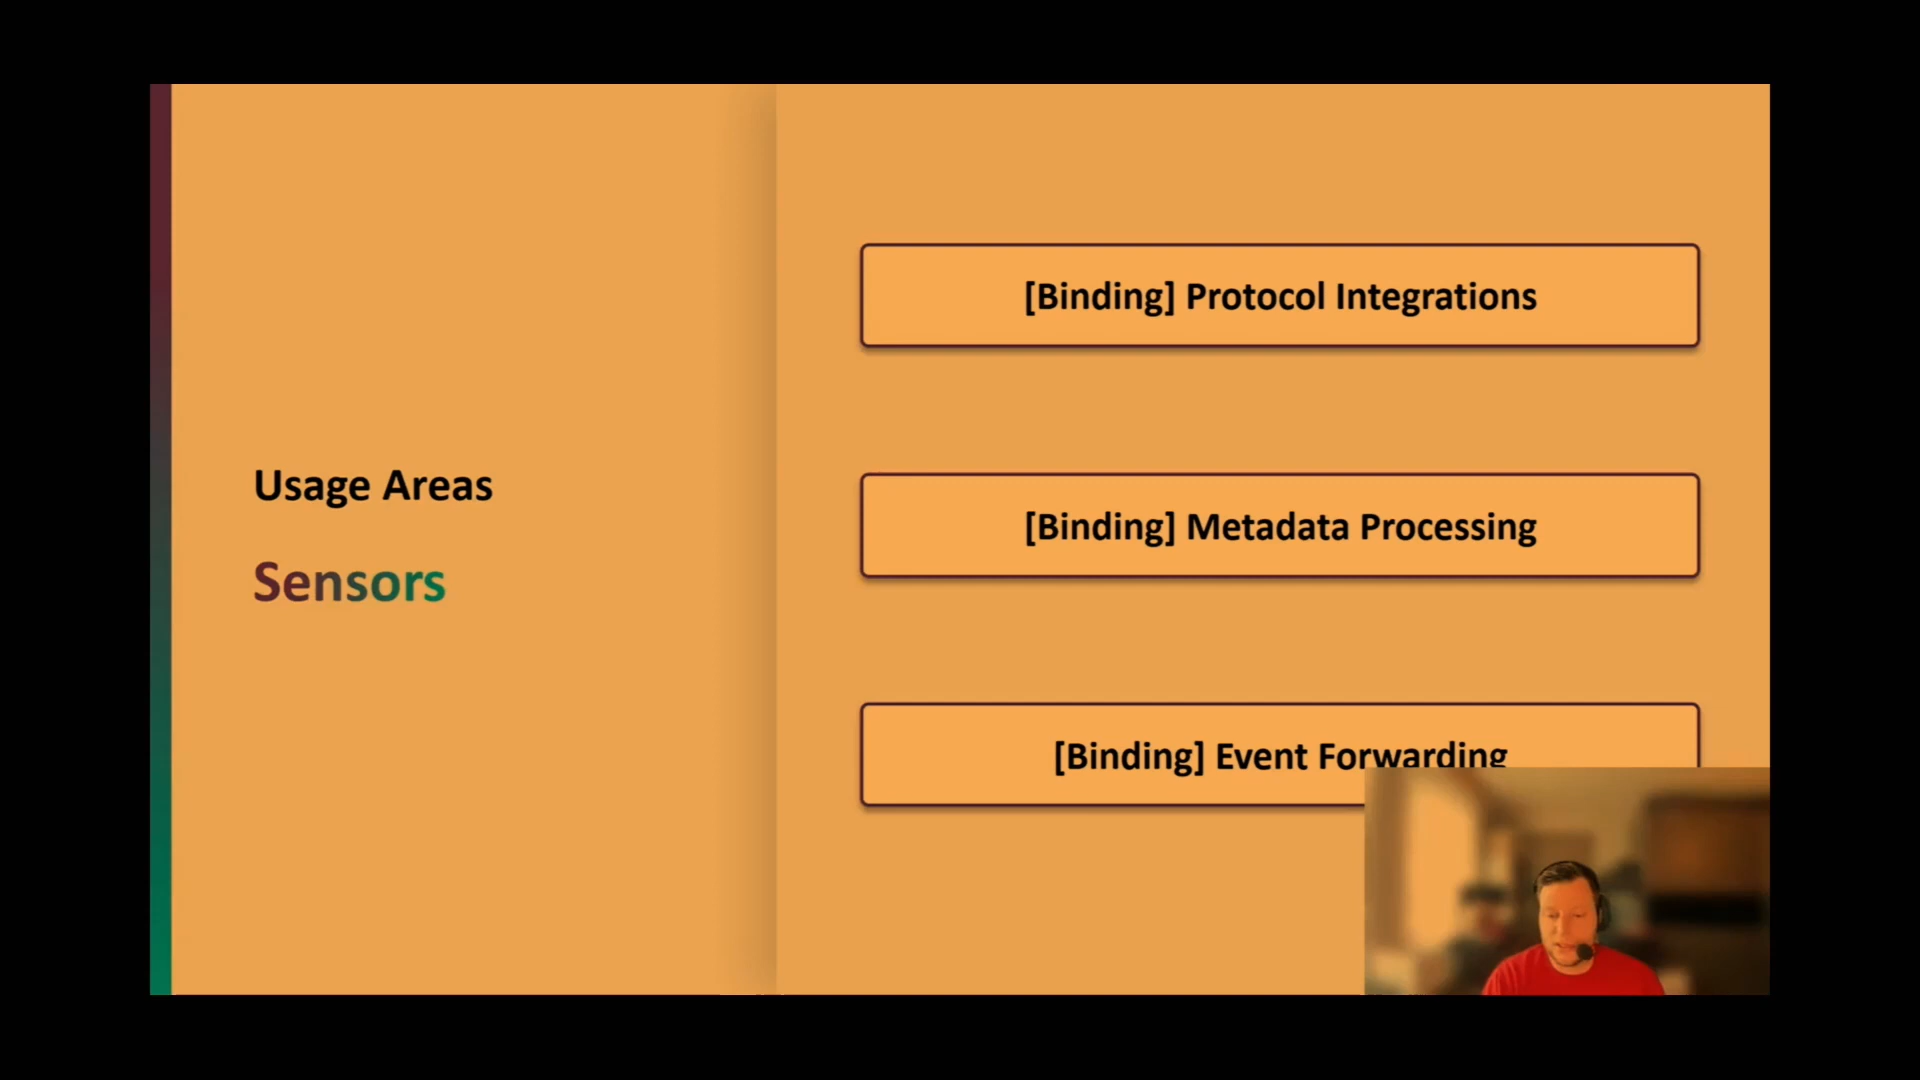 Usage Areas
Sensors
[Binding] Protocol Integrations
[Binding] Metadata Processing
[Binding] Event Forwarding